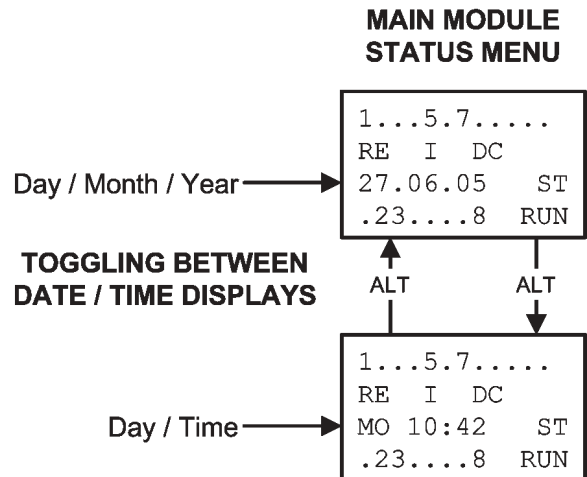 MAIN MODULE
STATUS MENU
1...5.7.....
RE I DC
Day / Month / Year
27.06.05 ST
.23....8 RUN
TOGGLING BETWEEN
DATE / TIME DISPLAYS
ALT
ALT
1...5.7.....
RE I DC
Day / Time
MO 10:42 ST
.23....8 RUN